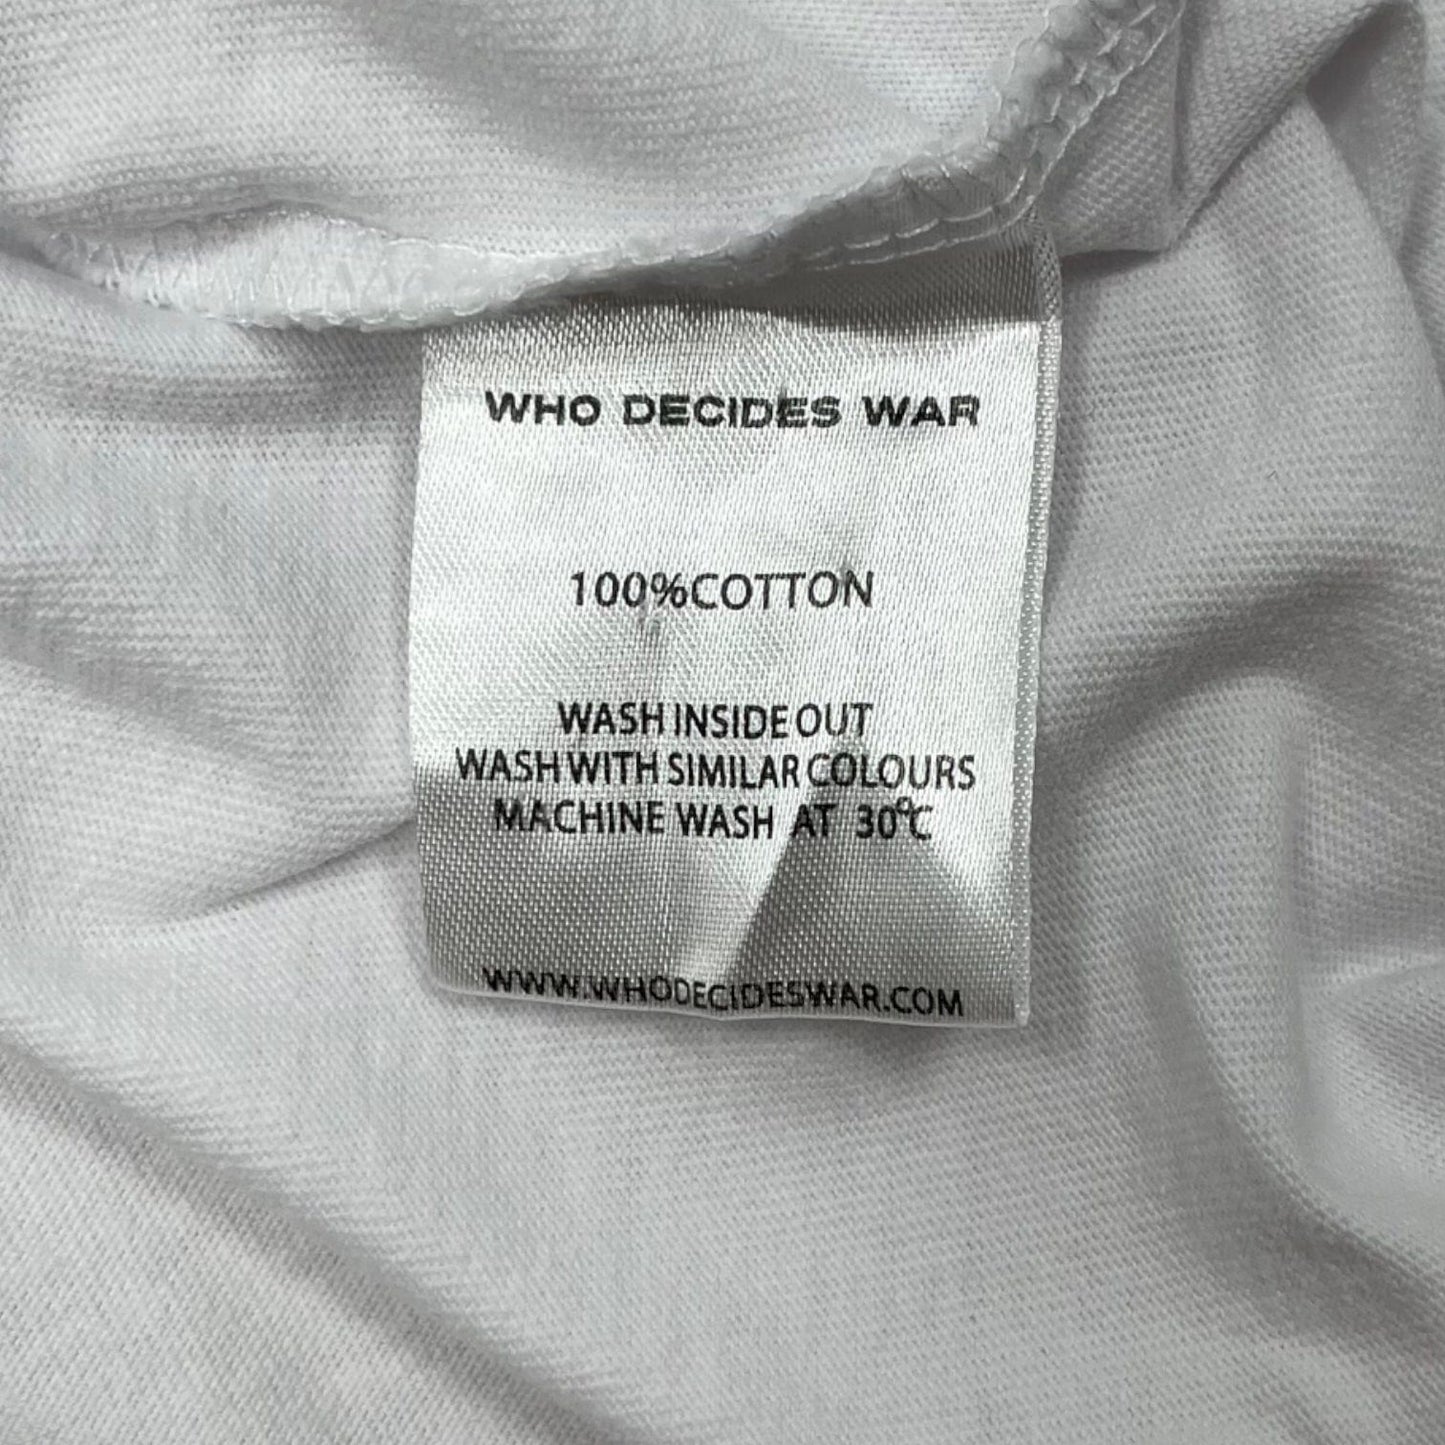 WHO DECIDES WAR
100%COTTON
WASH INSIDE OUT
WASH WITH SIMILAR COLOURS
MACHINE WASH AT 30℃
WWW.WHODECIDESWAR.COM